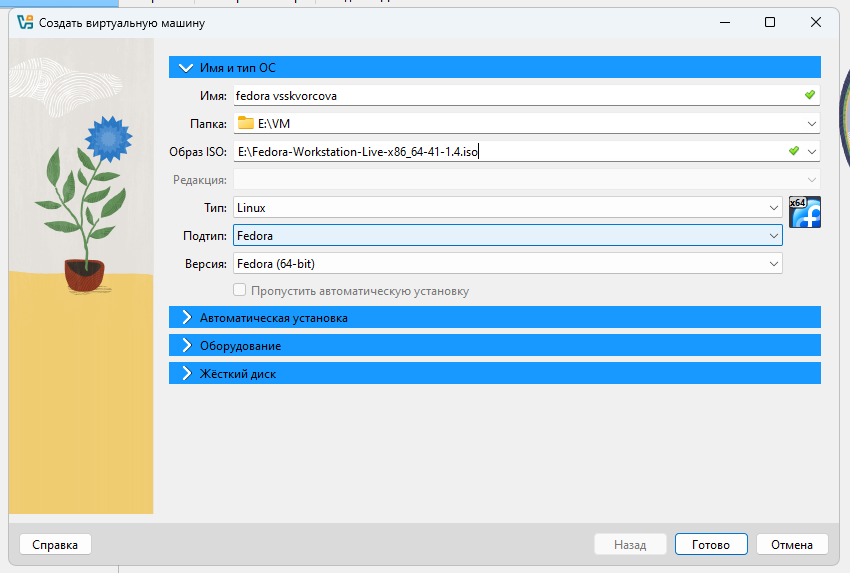 Создать виртуальную машину
Имя и тип ОС
Имя: fedora vsskvorcova
Папка: E:\VM
Образ ISO: E:\Fedora-Workstation-Live-x86_64-41-1.4.iso
Редакция:
Тип: Linux
x64
Подтип: Fedora
Версия: Fedora (64-bit)
Пропустить автоматическую установку
Автоматическая установка
Оборудование
Жёсткий диск
Справка Назад Готово Отмена